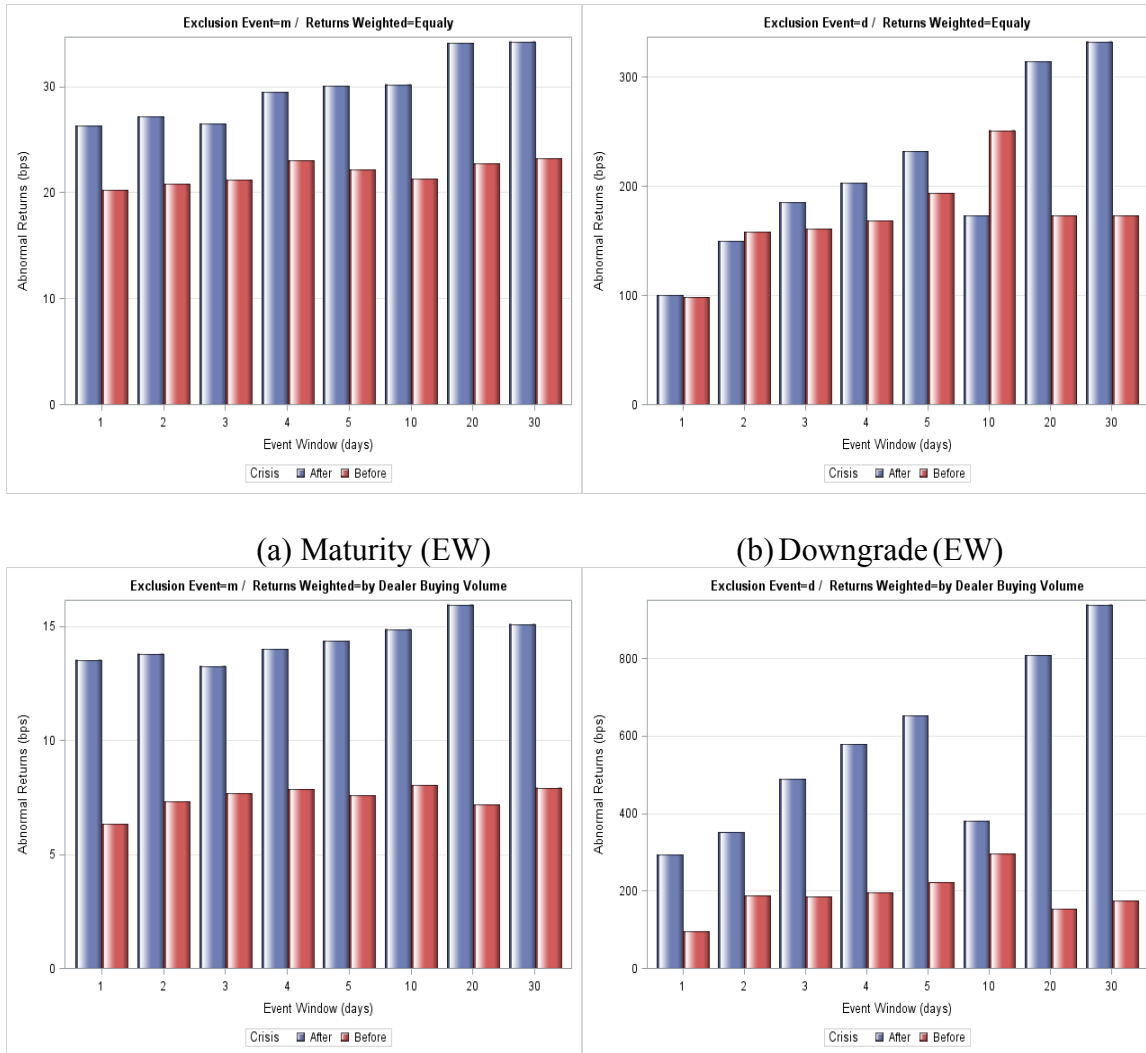 Exclusion Event=m / Returns Weighted=Equaly
Abnormal Returns (bps)
30
20
10
0
1 2 3 4 5 10 20 30
Event Window (days)
Crisis After Before
Exclusion Event=d / Returns Weighted=Equaly
Abnormal Returns (bps)
300
200
100
0
1 2 3 4 5 10 20 30
Event Window (days)
Crisis After Before
(a) Maturity (EW)
(b) Downgrade (EW)
Exclusion Event=m / Returns Weighted=by Dealer Buying Volume
Abnormal Returns (bps)
15
10
5
0
1 2 3 4 5 10 20 30
Event Window (days)
Crisis After Before
Exclusion Event=d / Returns Weighted=by Dealer Buying Volume
Abnormal Returns (bps)
800
600
400
200
0
1 2 3 4 5 10 20 30
Event Window (days)
Crisis After Before